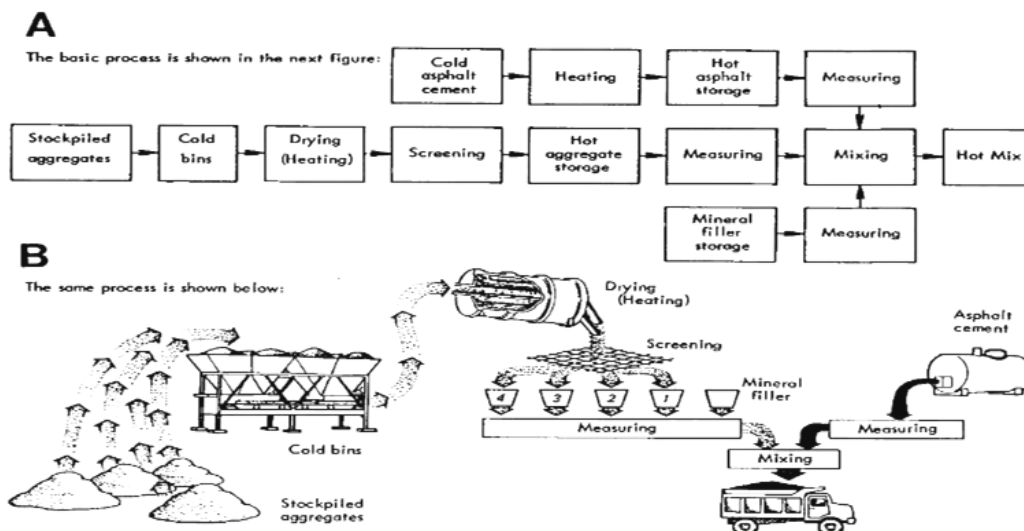 A
The basic process is shown in the next figure:
Cold
asphalt
cement
Heating
Hot
asphalt
storage
Measuring
Stockpiled
aggregates
Cold
bins
Drying
(Heating)
Screening
Hot
aggregate
storage
Measuring
Mixing
Hot Mix
Mineral
filler
storage
Measuring
B
The same process is shown below:
Drying
(Heating)
Asphalt
cement
Screening
Mineral
filler
4
3
2
1
Measuring
Measuring
Cold bins
Mixing
Stockpiled
aggregates